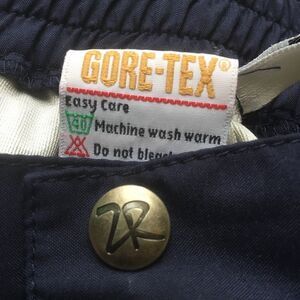 GORE-TEX®
Easy Care
40 Machine wash warm
Do not bleach